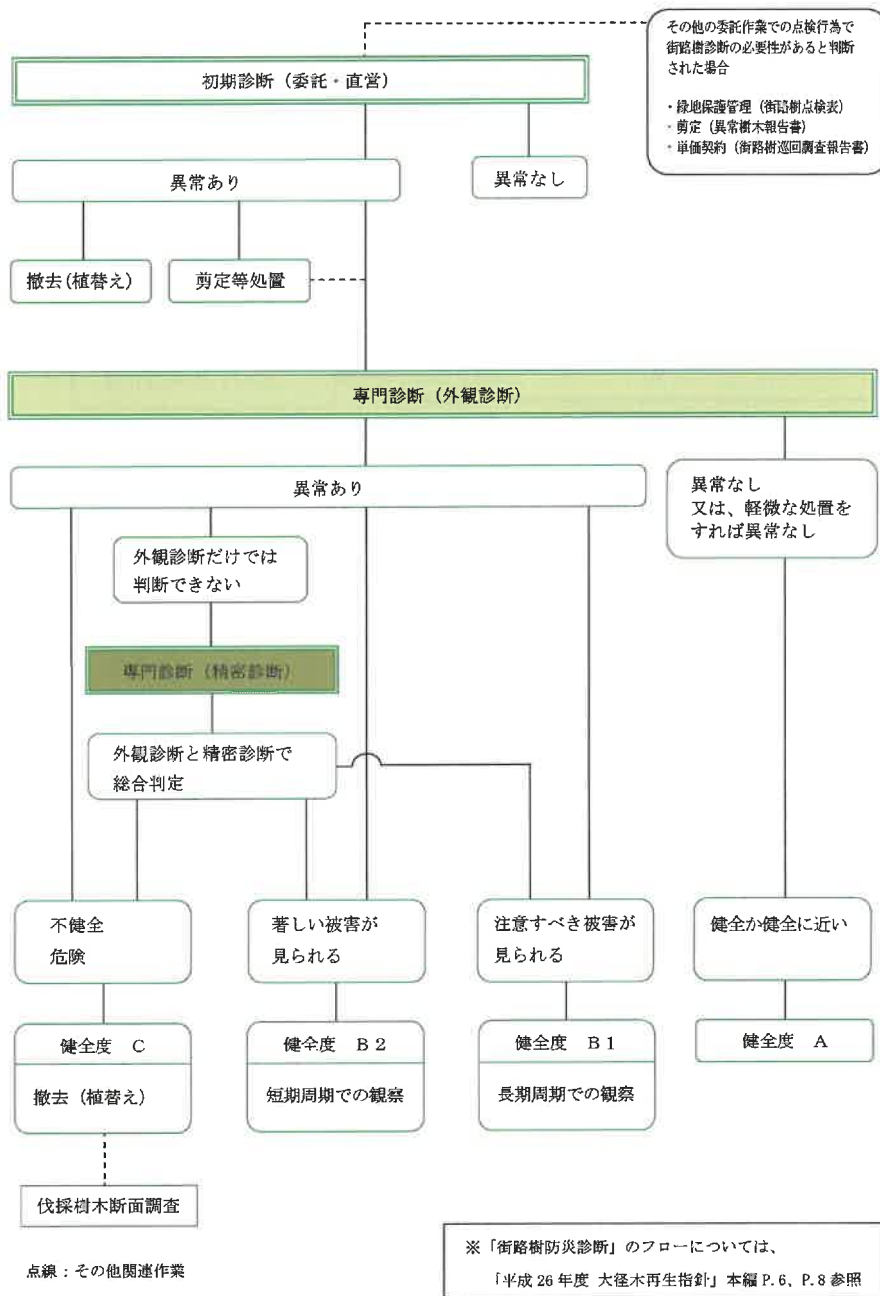 その他の委託作業での点検行為で
街路樹診断の必要性があると判断
された場合
・緑地保護管理（街路樹点検表）
・剪定（異常樹木報告書）
・単価契約（街路樹巡回調査報告書）
初期診断（委託・直営）
異常あり
異常なし
撤去(植替え)
剪定等処置
専門診断（外観診断）
異常あり
異常なし
又は、軽微な処置を
すれば異常なし
外観診断だけでは
判断できない
専門診断（精密診断）
外観診断と精密診断で
総合判定
不健全
危険
著しい被害が
見られる
注意すべき被害が
見られる
健全か健全に近い
健全度　C
撤去（植替え）
健全度　B２
短期周期での観察
健全度　B１
長期周期での観察
健全度　A
伐採樹木断面調査
点線：その他関連作業
※「街路樹防災診断」のフローについては、
「平成 26 年度 大径木再生指針」本編 P.6、P.8 参照